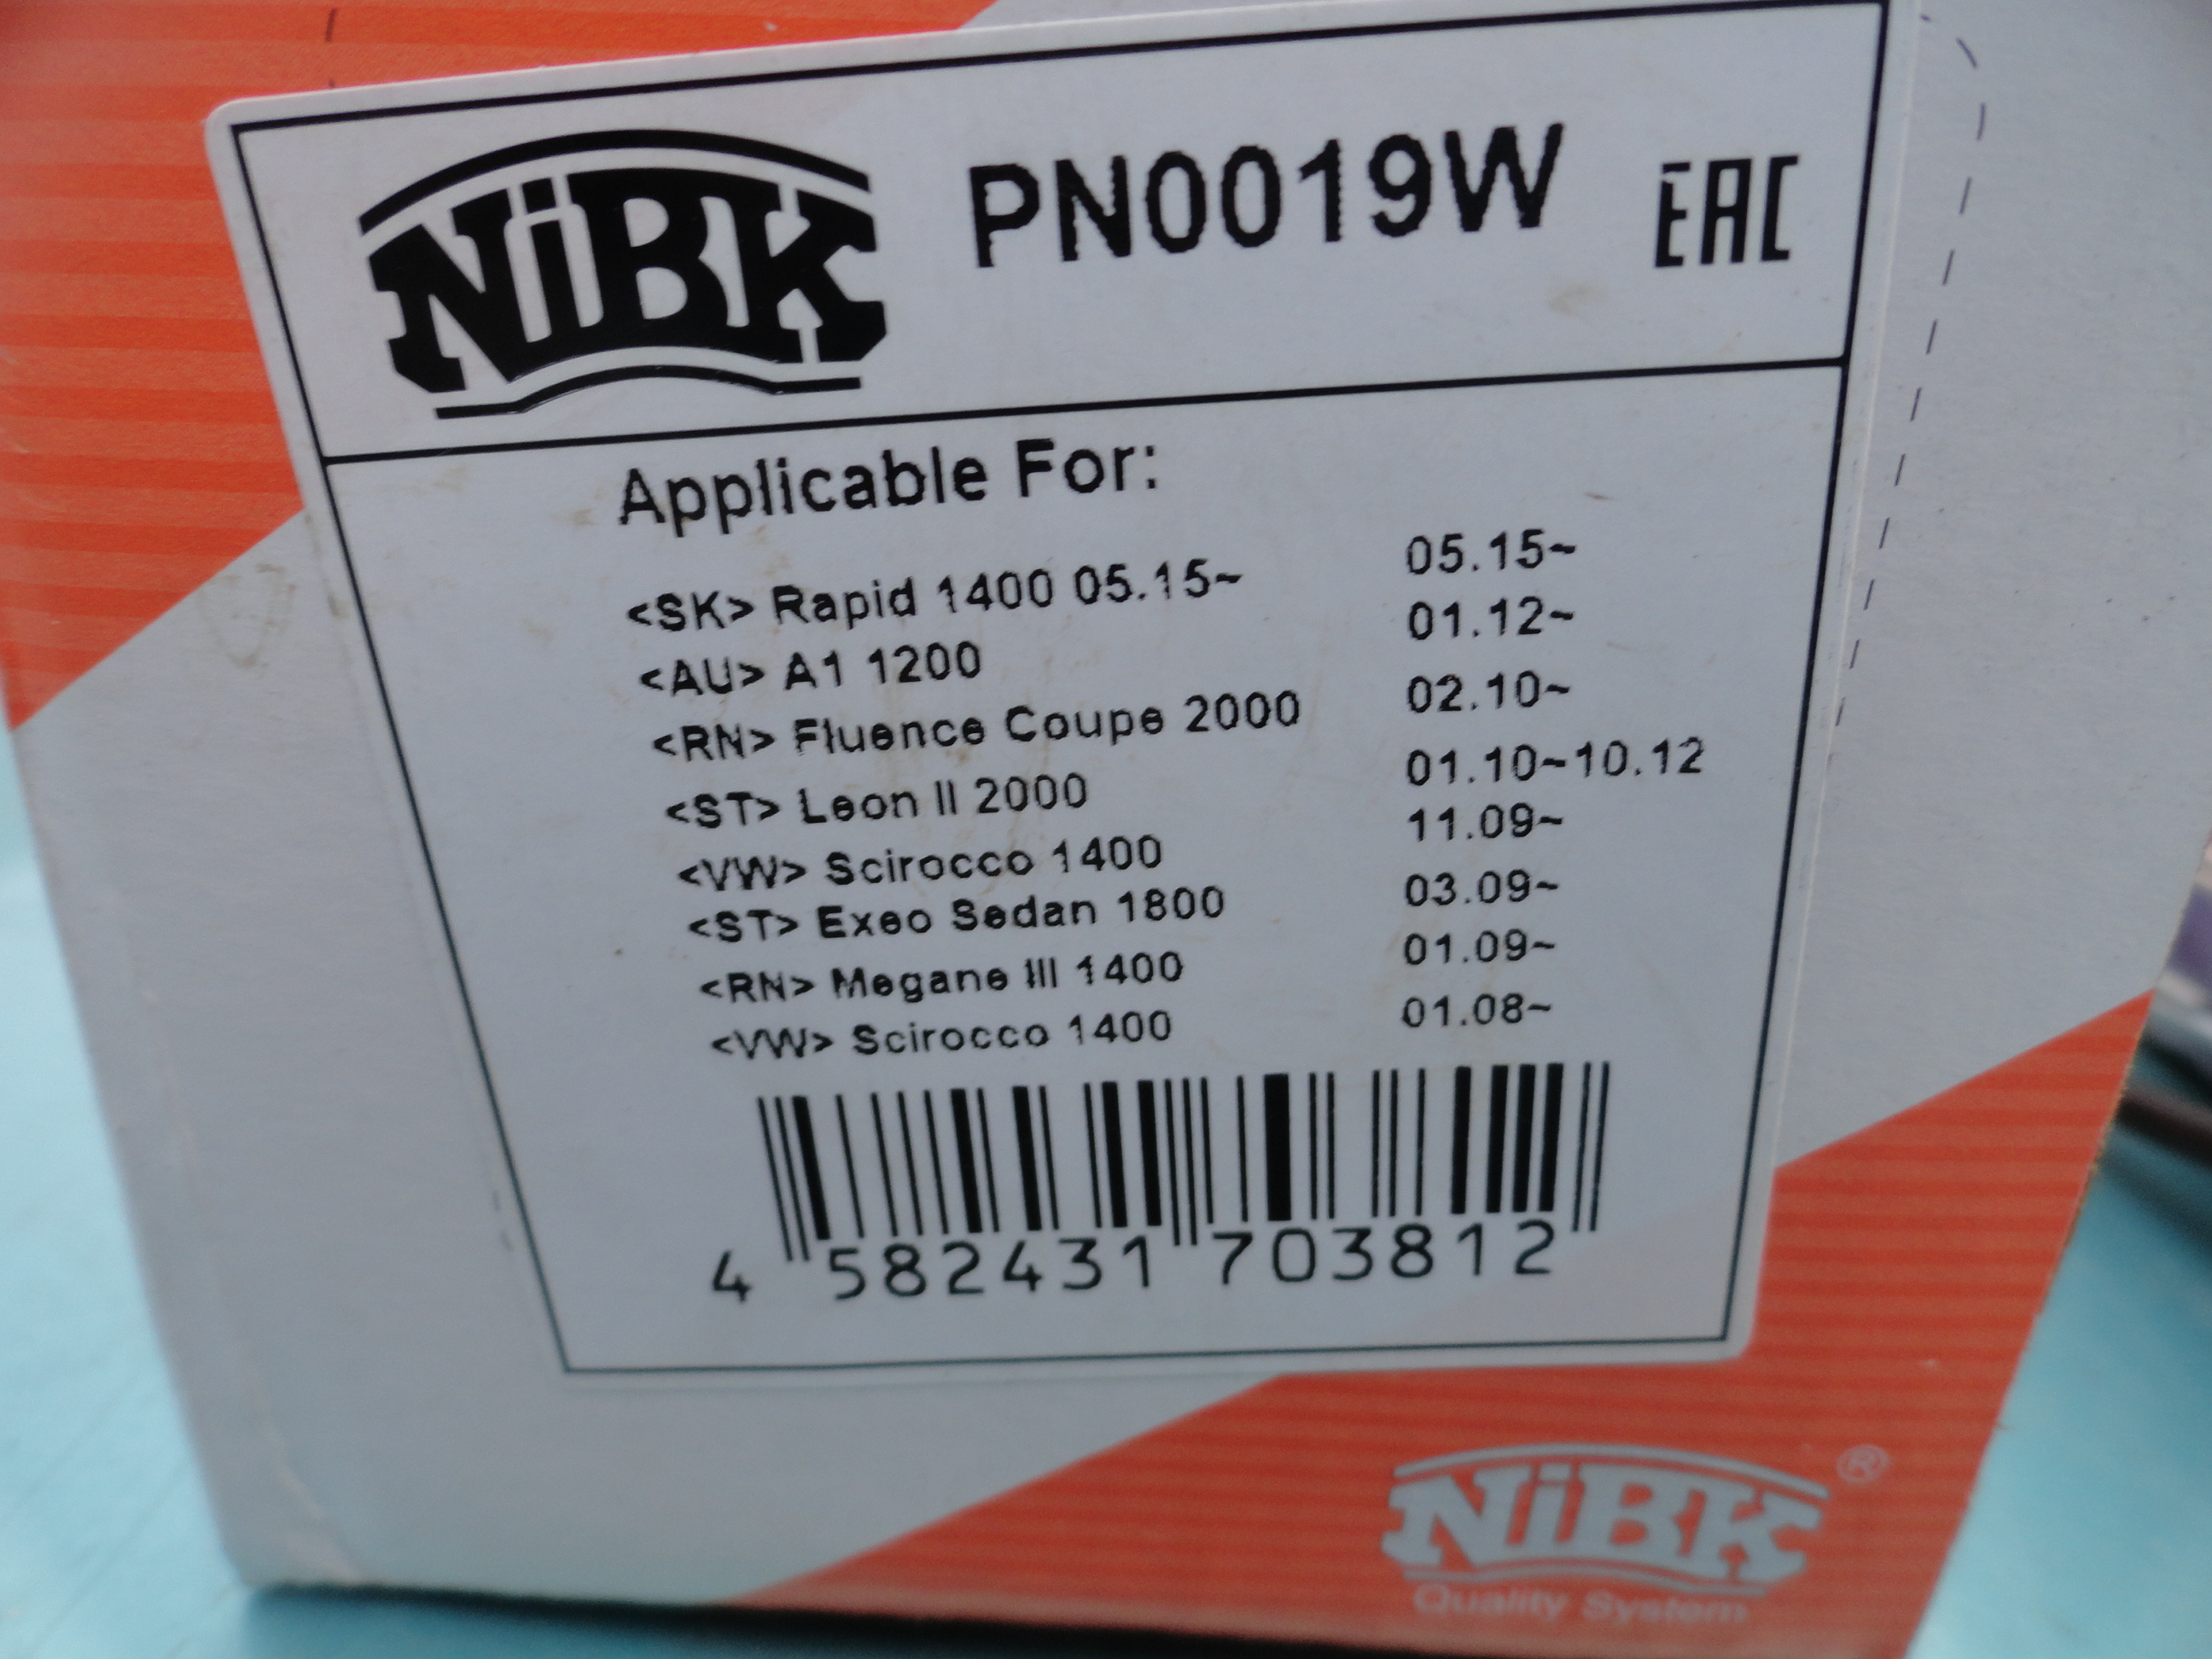 NiBK PN0019W EAC
Applicable For:
<SK> Rapid 1400 05.15~ 05.15~
<AU> A1 1200 01.12~
<RN> Fluence Coupe 2000 02.10~
<ST> Leon II 2000 01.10~10.12
<VW> Scirocco 1400 11.09~
<ST> Exeo Sedan 1800 03.09~
<RN> Megane III 1400 01.09~
<VW> Scirocco 1400 01.08~
4 582431 703812
NiBK ®
Quality System